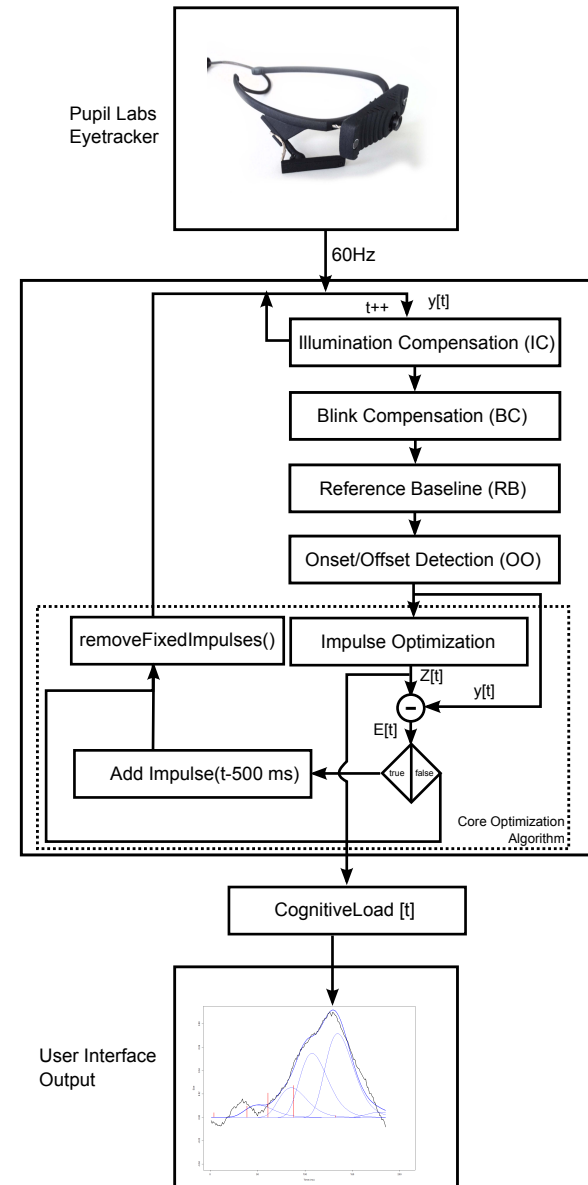 Pupil Labs
Eyetracker
60Hz
t++
y[t]
Illumination Compensation (IC)
Blink Compensation (BC)
Reference Baseline (RB)
Onset/Offset Detection (OO)
removeFixedImpulses()
Impulse Optimization
Z[t]
y[t]
−
E[t]
Add Impulse(t-500 ms)
true
false
Core Optimization
Algorithm
CognitiveLoad [t]
User Interface
Output